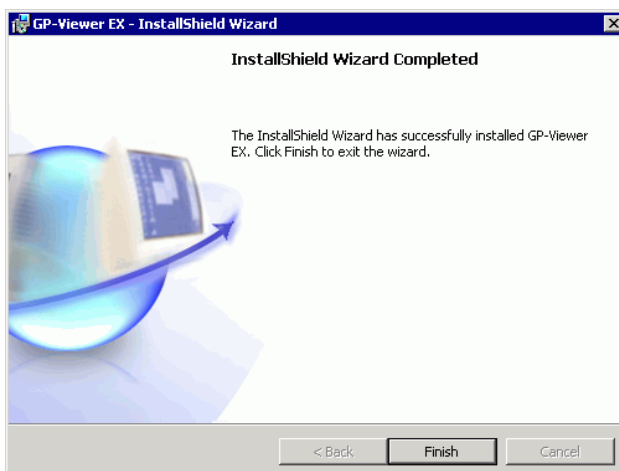 GP-Viewer EX - InstallShield Wizard
InstallShield Wizard Completed
The InstallShield Wizard has successfully installed GP-Viewer
EX. Click Finish to exit the wizard.
< Back Finish Cancel